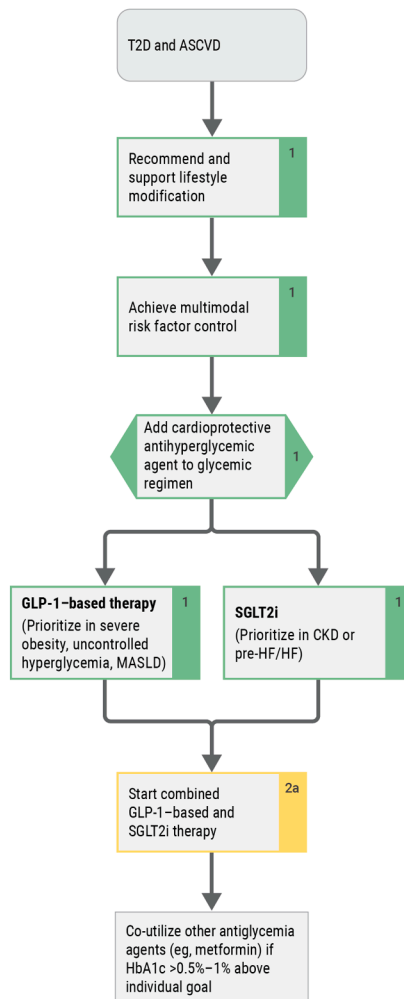 T2D and ASCVD
Recommend and
support lifestyle
modification
1
Achieve multimodal
risk factor control
1
Add cardioprotective
antihyperglycemic
agent to glycemic
regimen
1
GLP-1–based therapy
(Prioritize in severe
obesity, uncontrolled
hyperglycemia, MASLD)
1
SGLT2i
(Prioritize in CKD or
pre-HF/HF)
1
Start combined
GLP-1–based and
SGLT2i therapy
2a
Co-utilize other antiglycemia
agents (eg, metformin) if
HbA1c >0.5%–1% above
individual goal